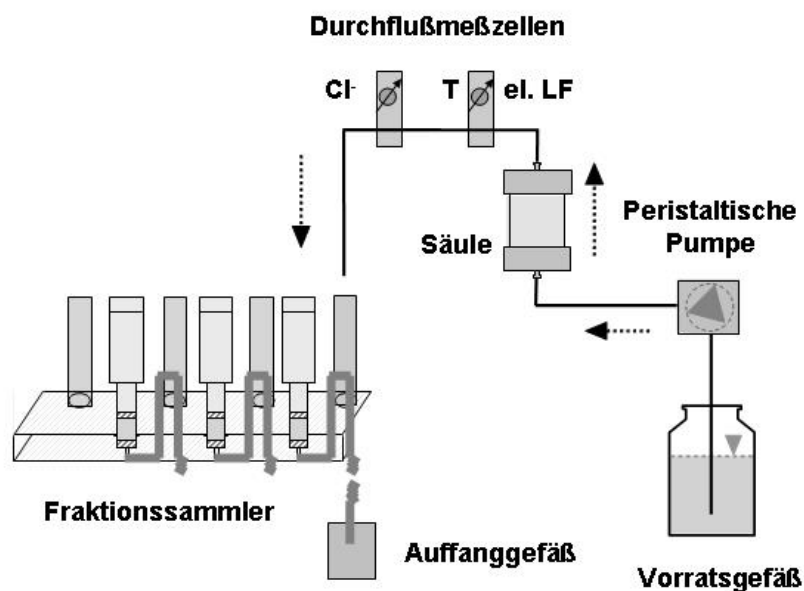 Durchflußmeßzellen
Cl-
T
el. LF
Peristaltische
Pumpe
Säule
Fraktionssammler
Auffanggefäß
Vorratsgefäß